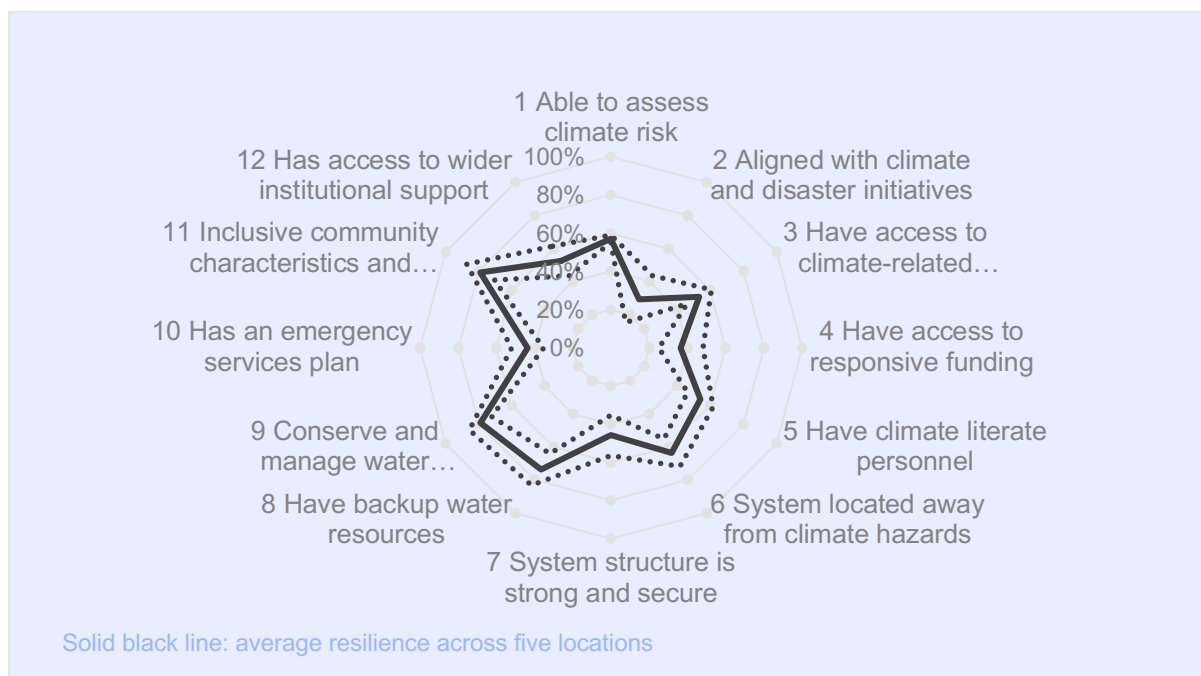 1 Able to assess
climate risk
2 Aligned with climate
and disaster initiatives
3 Have access to
climate-related…
4 Have access to
responsive funding
5 Have climate literate
personnel
6 System located away
from climate hazards
7 System structure is
strong and secure
8 Have backup water
resources
9 Conserve and
manage water…
10 Has an emergency
services plan
11 Inclusive community
characteristics and…
12 Has access to wider
institutional support
100%
80%
60%
40%
20%
0%
Solid black line: average resilience across five locations